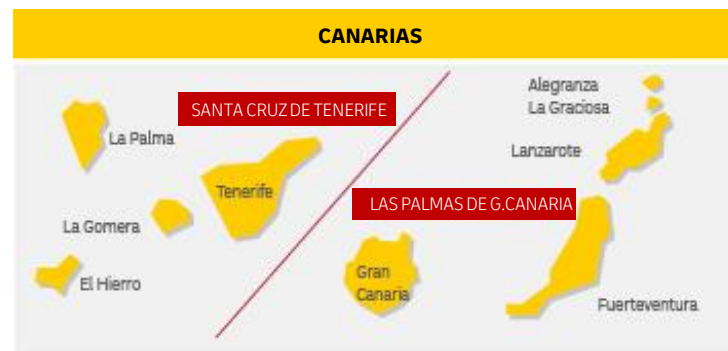 CANARIAS
SANTA CRUZ DE TENERIFE
La Palma
Tenerife
La Gomera
El Hierro
Alegranza
La Graciosa
Lanzarote
LAS PALMAS DE G.CANARIA
Gran
Canaria
Fuerteventura